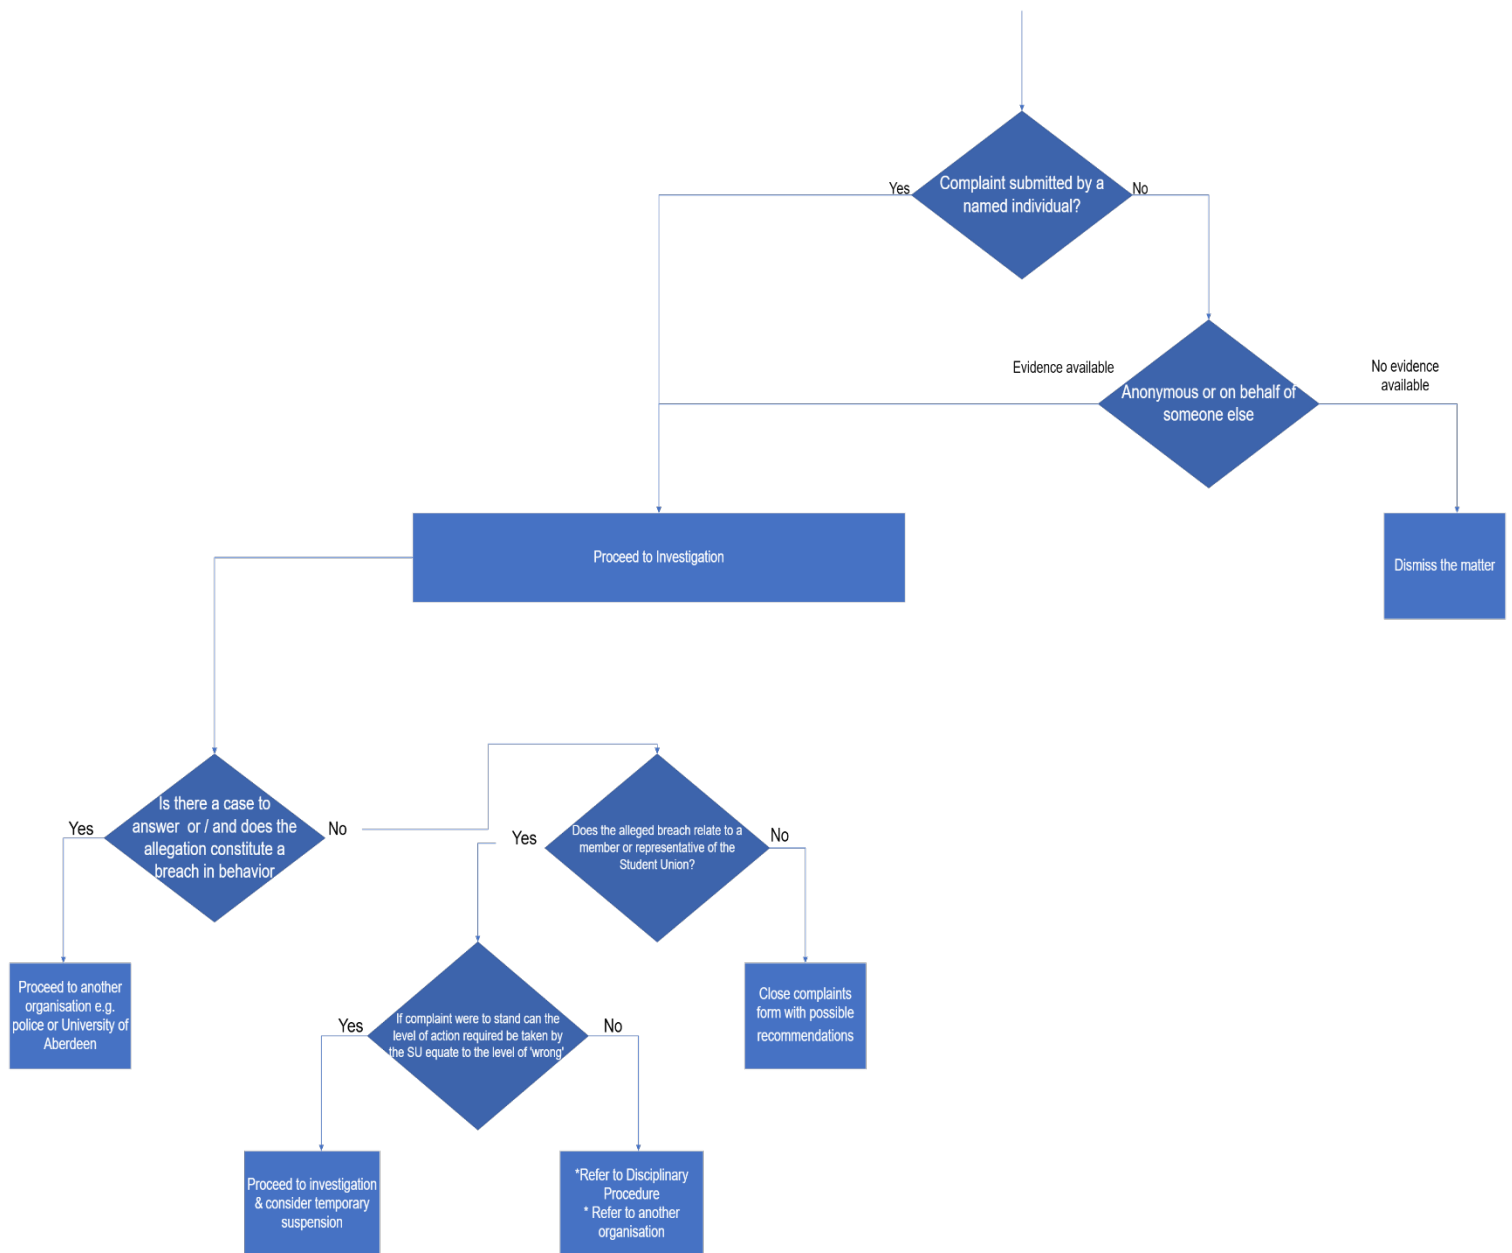 Complaint submitted by a
named individual?
Yes
No
Evidence available
No evidence
available
Anonymous or on behalf of
someone else
Proceed to Investigation
Dismiss the matter
Is there a case to
answer or / and does the
allegation constitute a
breach in behavior
Yes
No
Does the alleged breach relate to a
member or representative of the
Student Union?
Yes
No
Proceed to another
organisation e.g.
police or University of
Aberdeen
If complaint were to stand can the
level of action required be taken by
the SU equate to the level of 'wrong'
Yes
No
Close complaints
form with possible
recommendations
Proceed to investigation
& consider temporary
suspension
*Refer to Disciplinary
Procedure
* Refer to another
organisation